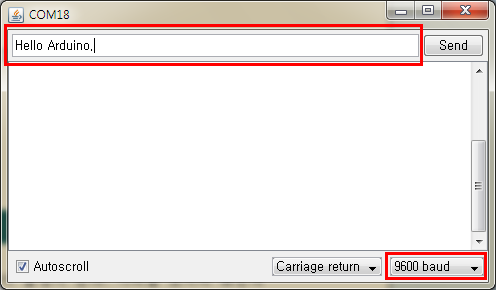 COM18
Hello Arduino,
Send
Autoscroll
Carriage return
9600 baud